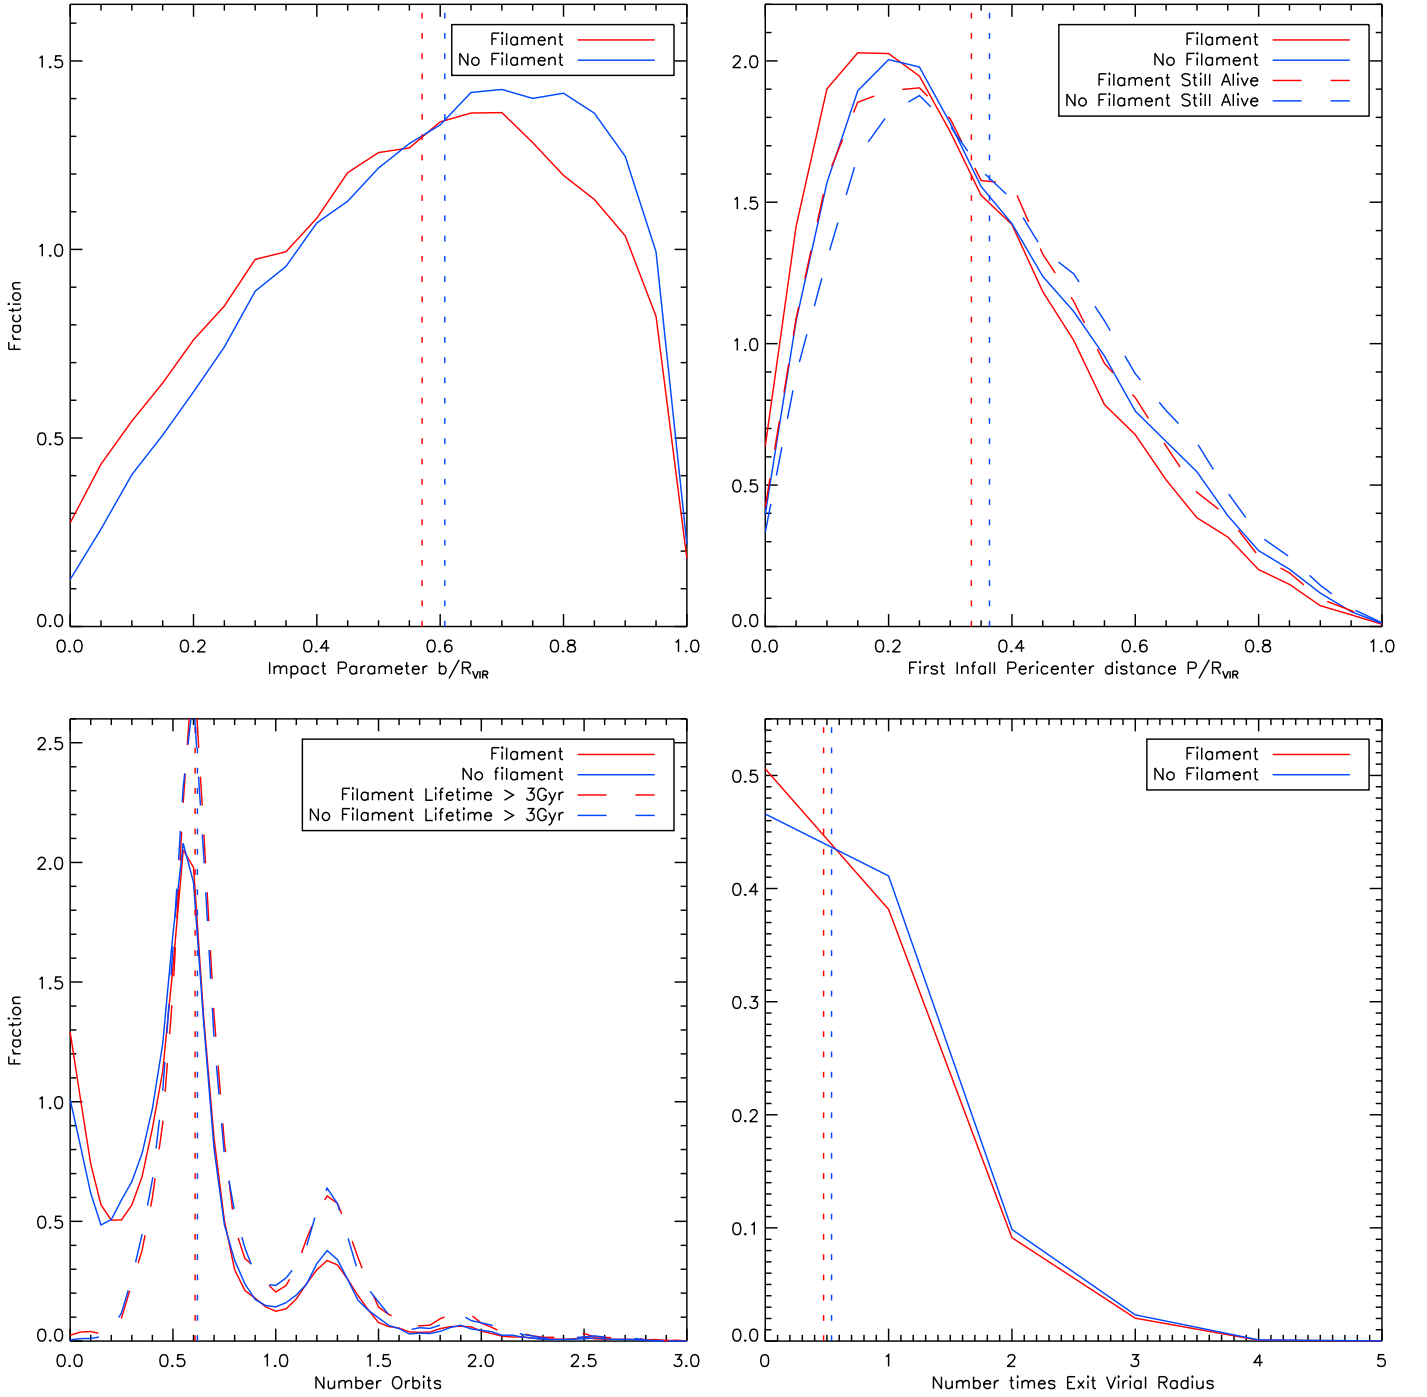 Filament
No Filament
1.5
1.0
0.5
0.0
Fraction
0.0 0.2 0.4 0.6 0.8 1.0
Impact Parameter b/R_VIR
Filament
No Filament
Filament Still Alive
No Filament Still Alive
2.0
1.5
1.0
0.5
0.0
0.0 0.2 0.4 0.6 0.8 1.0
First Infall Pericenter distance P/R_VIR
Filament
No filament
Filament Lifetime > 3Gyr
No Filament Lifetime > 3Gyr
2.5
2.0
1.5
1.0
0.5
0.0
Fraction
0.0 0.5 1.0 1.5 2.0 2.5 3.0
Number Orbits
Filament
No Filament
0.5
0.4
0.3
0.2
0.1
0.0
0 1 2 3 4 5
Number times Exit Virial Radius